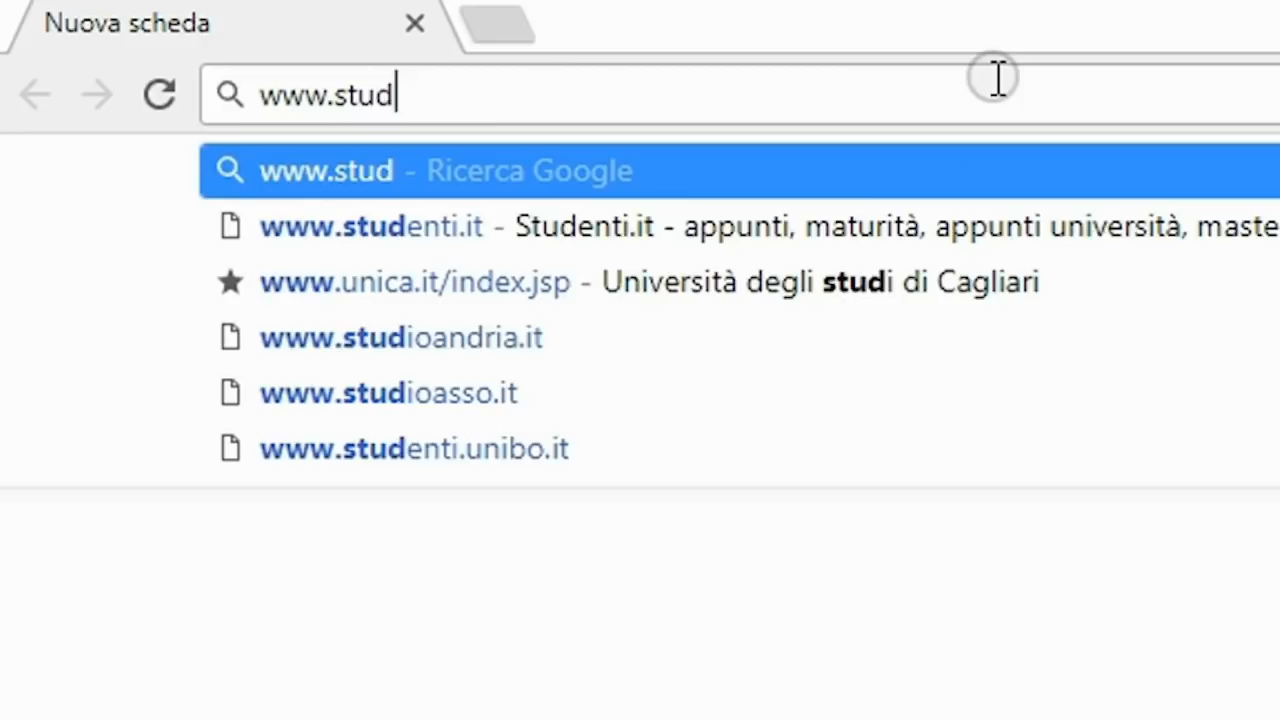 Nuova scheda
www.stud
www.stud - Ricerca Google
www.studenti.it - Studenti.it - appunti, maturità, appunti università, maste
www.unica.it/index.jsp - Università degli studi di Cagliari
www.studioandria.it
www.studioasso.it
www.studenti.unibo.it